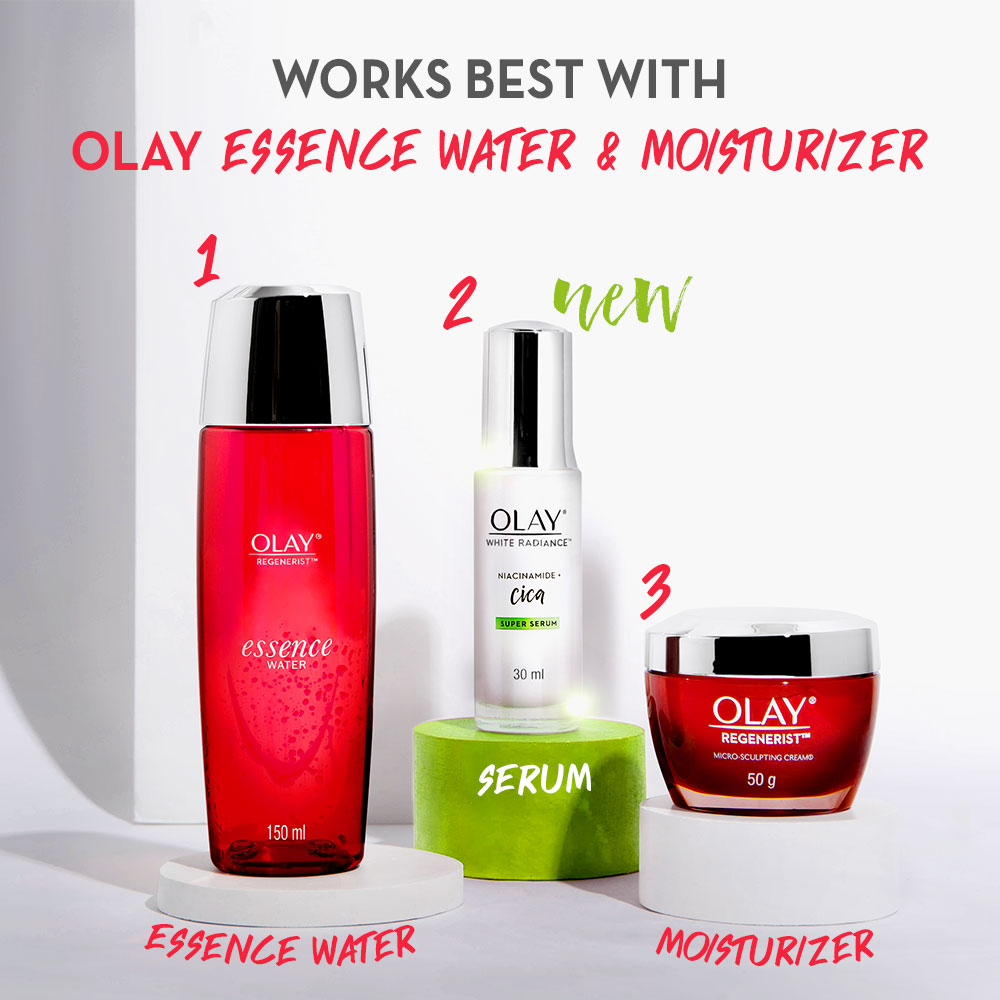 WORKS BEST WITH
OLAY ESSENCE WATER & MOISTURIZER
1
2
new
3
OLAY®
REGENERIST™
essence
WATER
150 ml
OLAY®
WHITE RADIANCE™
NIACINAMIDE +
cica
SUPER SERUM
30 ml
SERUM
OLAY®
REGENERIST™
MICRO-SCULPTING CREAM®
50 g
ESSENCE WATER
MOISTURIZER